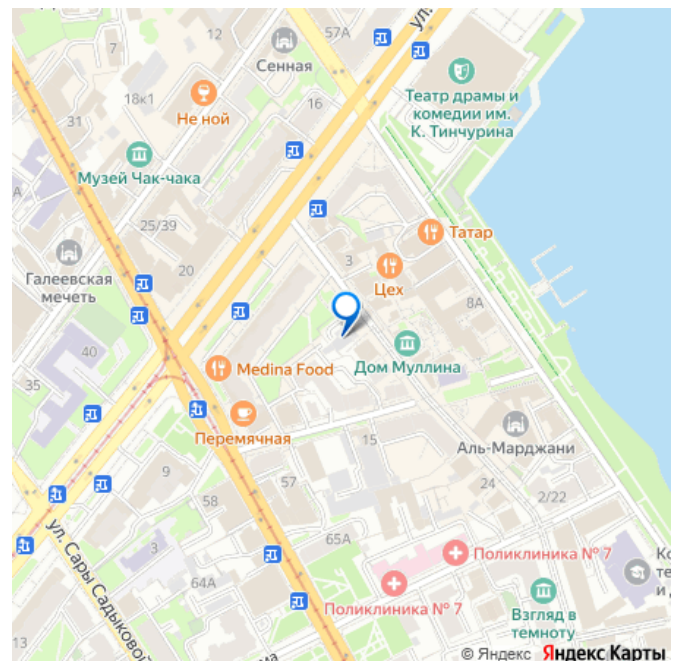 12
57А
ул.
7
Сенная
Театр драмы и
комедии им.
К. Тинчурина
18к1
Не ной
16
31
Музей Чак-чака
25/39
Татар
3
Галеевская
мечеть
20
Цех
8А
40
Дом Муллина
Medina Food
35
Перемячная
15
Аль-Марджани
9
57
24
2/22
58
ул. Сары Садыковой
3
65А
Поликлиника № 7
64А
Поликлиника № 7
Взгляд в
темноту
© Яндекс Яндекс Карты